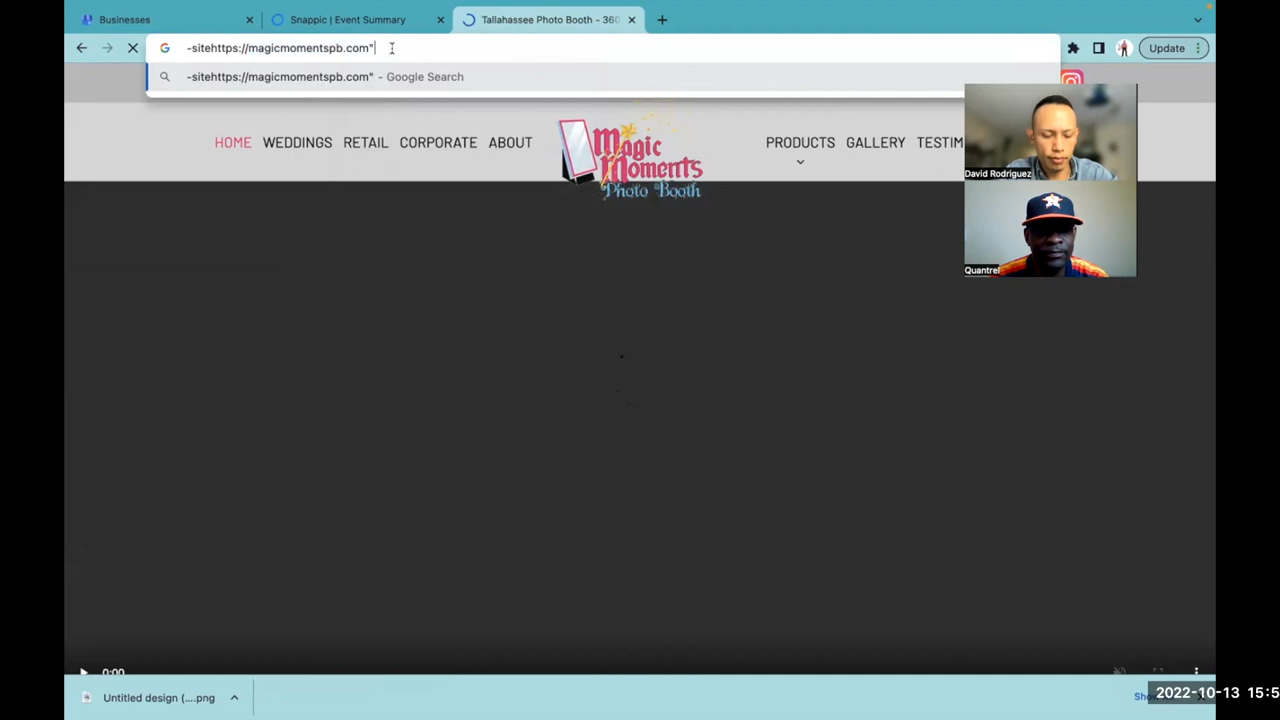 Businesses
Snappic | Event Summary
Tallahassee Photo Booth - 360
-sitehttps://magicmomentspb.com"
Update
-sitehttps://magicmomentspb.com" - Google Search
HOME WEDDINGS RETAIL CORPORATE ABOUT
Magic Moments Photo Booth
PRODUCTS GALLERY TESTIM
David Rodriguez
Quantrel
0:00
Untitled design (....png
Sho
2022-10-13 15:5